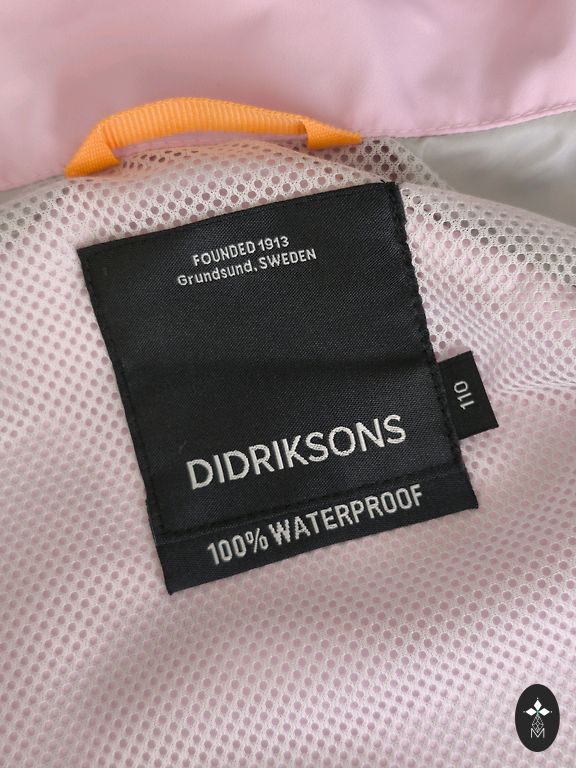 FOUNDED 1913
Grundsund, SWEDEN
110
DIDRIKSONS
100% WATERPROOF
M